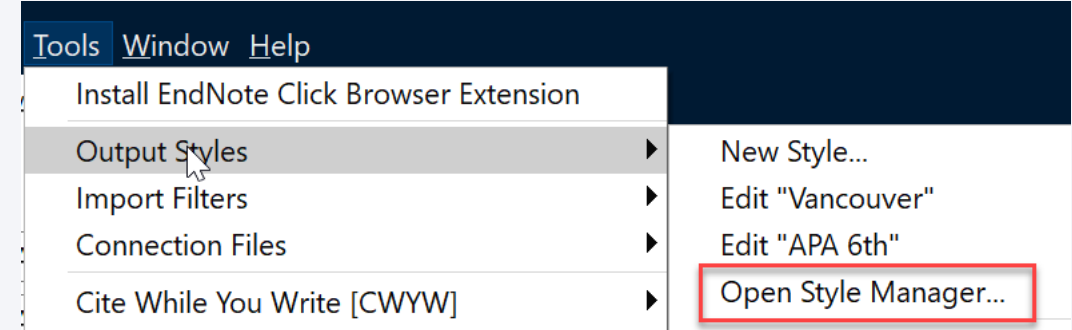 Tools Window Help
Install EndNote Click Browser Extension
Output Styles
Import Filters
Connection Files
Cite While You Write [CWYW]
New Style...
Edit "Vancouver"
Edit "APA 6th"
Open Style Manager...